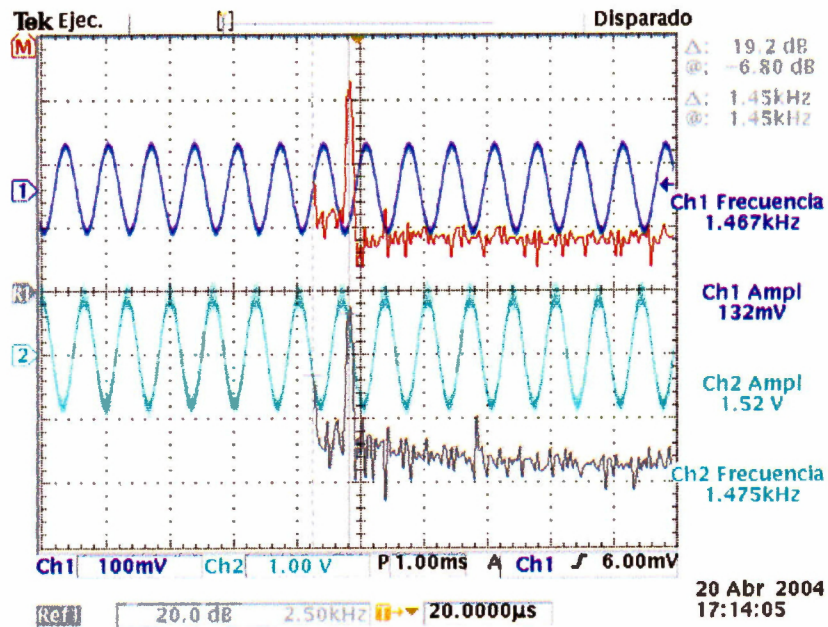 Tek Ejec.
Disparado
M
Δ: 19.2 dB
@: -6.80 dB
Δ: 1.45kHz
@: 1.45kHz
1
Ch1 Frecuencia
1.467kHz
R1
Ch1 Ampl
132mV
2
Ch2 Ampl
1.52 V
Ch2 Frecuencia
1.475kHz
Ch1 100mV Ch2 1.00 V P 1.00ms A Ch1 6.00mV
Ref1 20.0 dB 2.50kHz T 20.0000μs
20 Abr 2004
17:14:05